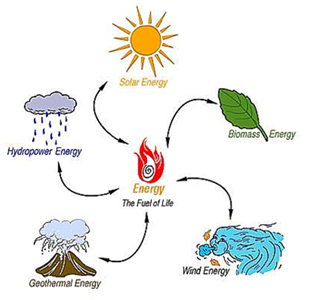 Solar Energy
Biomass Energy
Hydropower Energy
Energy
The Fuel of Life
Wind Energy
Geothermal Energy